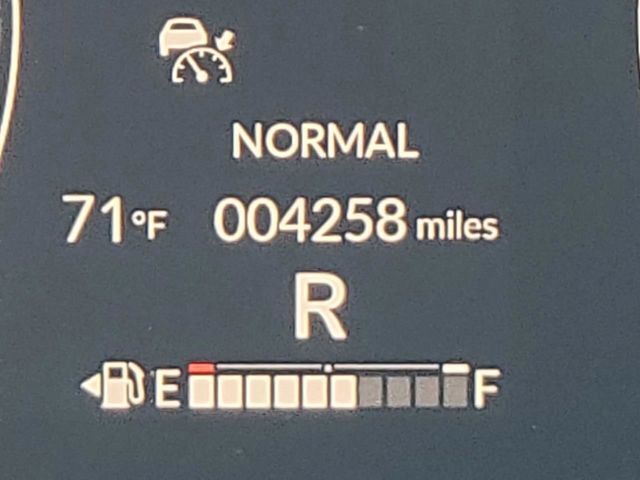 NORMAL
71°F 004258 miles
R
E F